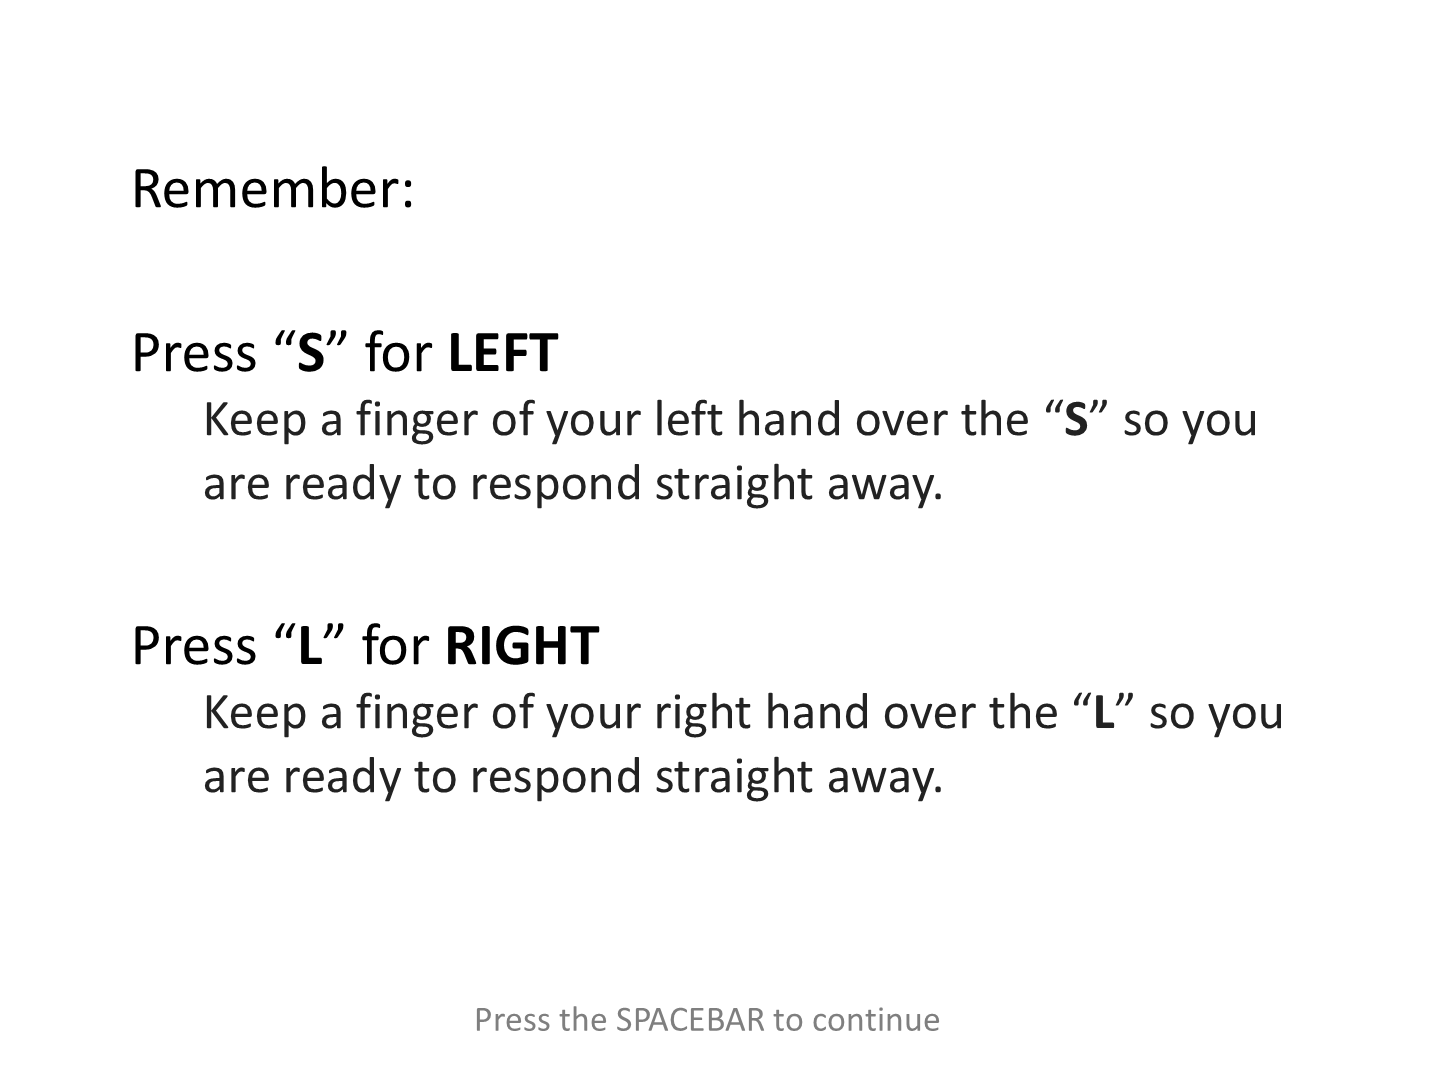 Remember:
Press “S” for LEFT
Keep a finger of your left hand over the “S” so you
are ready to respond straight away.
Press “L” for RIGHT
Keep a finger of your right hand over the “L” so you
are ready to respond straight away.
Press the SPACEBAR to continue